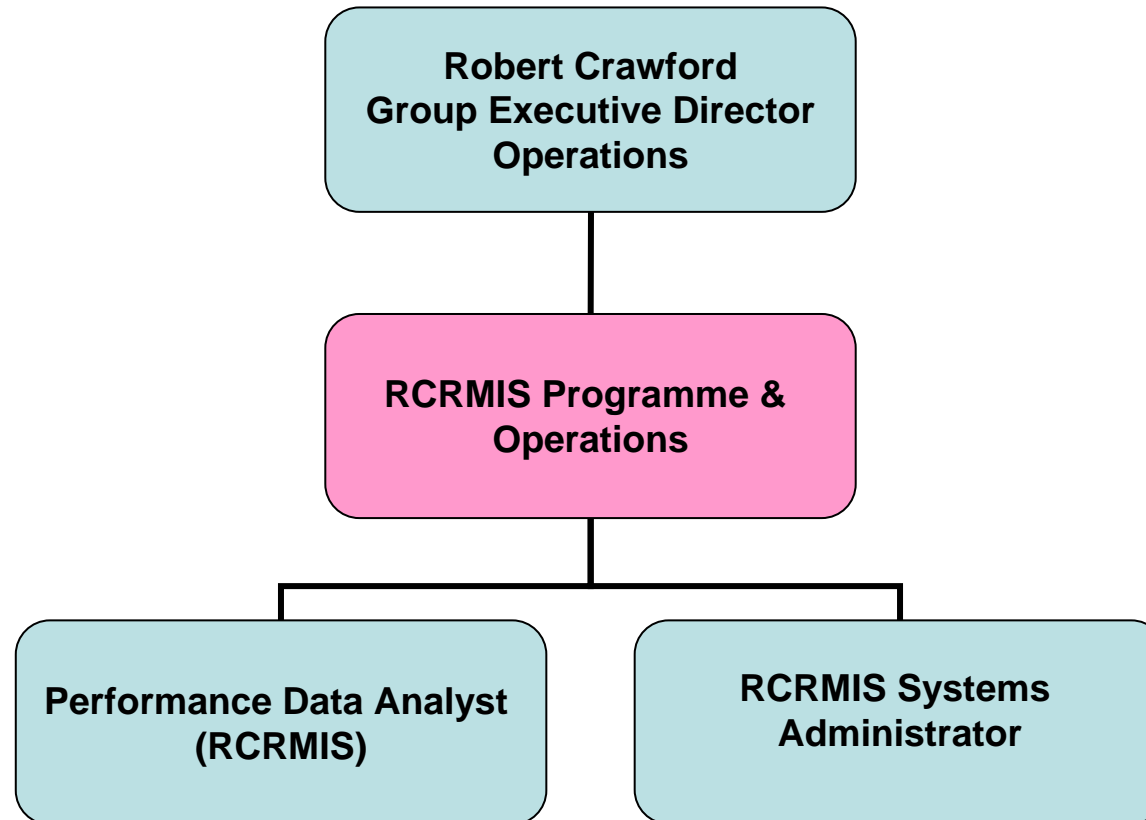 Robert Crawford
Group Executive Director
Operations
RCRMIS Programme &
Operations
Performance Data Analyst
(RCRMIS)
RCRMIS Systems
Administrator